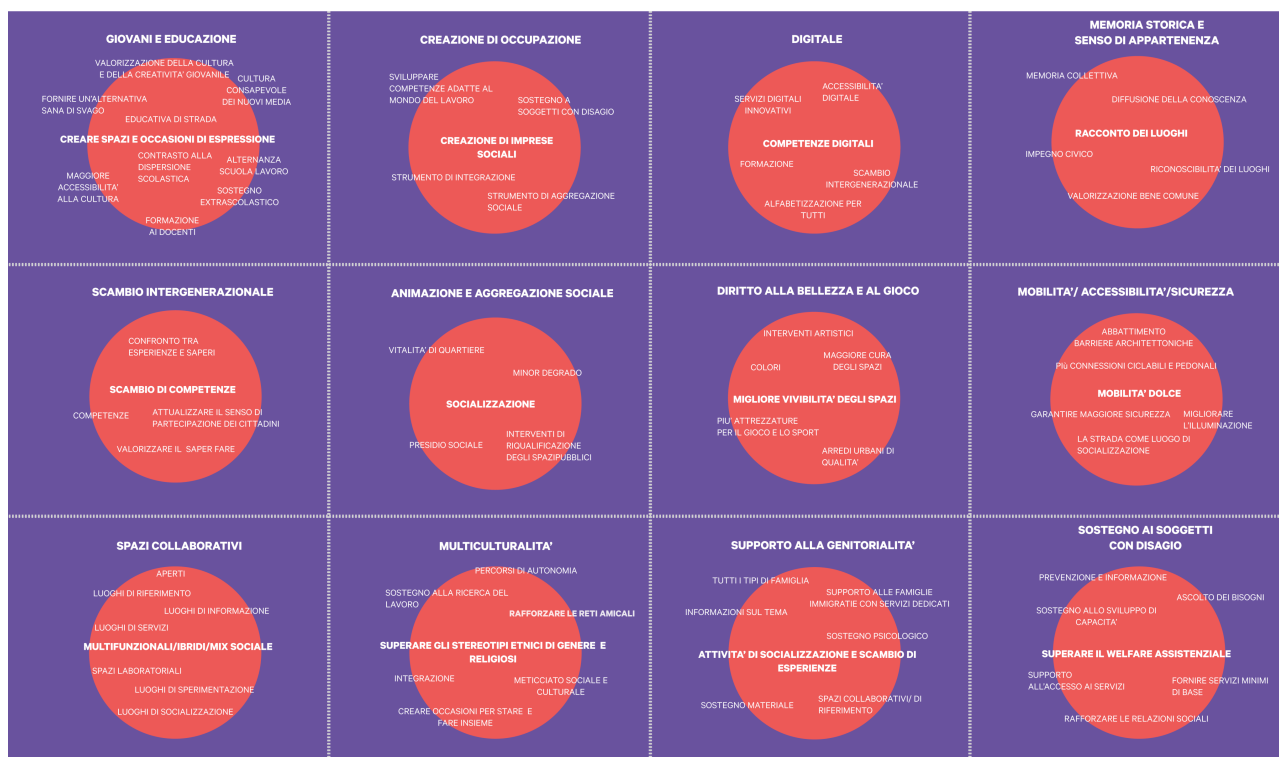 GIOVANI E EDUCAZIONE
VALORIZZAZIONE DELLA CULTURA
E DELLA CREATIVITA' GIOVANILE
CULTURA
CONSAPEVOLE
DEI NUOVI MEDIA
FORNIRE UN'ALTERNATIVA
SANA DI SVAGO
EDUCATIVA DI STRADA
CREARE SPAZI E OCCASIONI DI ESPRESSIONE
CONTRASTO ALLA
DISPERSIONE
SCOLASTICA
ALTERNANZA
SCUOLA LAVORO
MAGGIORE
ACCESSIBILITA'
ALLA CULTURA
SOSTEGNO
EXTRASCOLASTICO
FORMAZIONE
AI DOCENTI
CREAZIONE DI OCCUPAZIONE
SVILUPPARE
COMPETENZE ADATTE AL
MONDO DEL LAVORO
SOSTEGNO A
SOGGETTI CON DISAGIO
CREAZIONE DI IMPRESE
SOCIALI
STRUMENTO DI INTEGRAZIONE
STRUMENTO DI AGGREGAZIONE
SOCIALE
DIGITALE
ACCESSIBILITA'
DIGITALE
SERVIZI DIGITALI
INNOVATIVI
COMPETENZE DIGITALI
FORMAZIONE
SCAMBIO
INTERGENERAZIONALE
ALFABETIZZAZIONE PER
TUTTI
MEMORIA STORICA E
SENSO DI APPARTENENZA
MEMORIA COLLETTIVA
DIFFUSIONE DELLA CONOSCENZA
RACCONTO DEI LUOGHI
IMPEGNO CIVICO
RICONOSCIBILITA' DEI LUOGHI
VALORIZZAZIONE BENE COMUNE
SCAMBIO INTERGENERAZIONALE
CONFRONTO TRA
ESPERIENZE E SAPERI
SCAMBIO DI COMPETENZE
COMPETENZE
ATTUALIZZARE IL SENSO DI
PARTECIPAZIONE DEI CITTADINI
VALORIZZARE IL SAPER FARE
ANIMAZIONE E AGGREGAZIONE SOCIALE
VITALITA' DI QUARTIERE
MINOR DEGRADO
SOCIALIZZAZIONE
PRESIDIO SOCIALE
INTERVENTI DI
RIQUALIFICAZIONE
DEGLI SPAZIPUBBLICI
DIRITTO ALLA BELLEZZA E AL GIOCO
INTERVENTI ARTISTICI
COLORI
MAGGIORE CURA
DEGLI SPAZI
MIGLIORE VIVIBILITA' DEGLI SPAZI
PIU' ATTREZZATURE
PER IL GIOCO E LO SPORT
ARREDI URBANI DI
QUALITA'
MOBILITA'/ ACCESSIBILITA'/SICUREZZA
ABBATTIMENTO
BARRIERE ARCHITETTONICHE
PIù CONNESSIONI CICLABILI E PEDONALI
MOBILITA' DOLCE
GARANTIRE MAGGIORE SICUREZZA
MIGLIORARE
L'ILLUMINAZIONE
LA STRADA COME LUOGO DI
SOCIALIZZAZIONE
SPAZI COLLABORATIVI
APERTI
LUOGHI DI RIFERIMENTO
LUOGHI DI INFORMAZIONE
LUOGHI DI SERVIZI
MULTIFUNZIONALI/IBRIDI/MIX SOCIALE
SPAZI LABORATORIALI
LUOGHI DI SPERIMENTAZIONE
LUOGHI DI SOCIALIZZAZIONE
MULTICULTURALITA'
PERCORSI DI AUTONOMIA
SOSTEGNO ALLA RICERCA DEL
LAVORO
RAFFORZARE LE RETI AMICALI
SUPERARE GLI STEREOTIPI ETNICI DI GENERE E
RELIGIOSI
INTEGRAZIONE
METICCIATO SOCIALE E
CULTURALE
CREARE OCCASIONI PER STARE E
FARE INSIEME
SUPPORTO ALLA GENITORIALITA'
TUTTI I TIPI DI FAMIGLIA
SUPPORTO ALLE FAMIGLIE
IMMIGRATIE CON SERVIZI DEDICATI
INFORMAZIONI SUL TEMA
SOSTEGNO PSICOLOGICO
ATTIVITA' DI SOCIALIZZAZIONE E SCAMBIO DI
ESPERIENZE
SOSTEGNO MATERIALE
SPAZI COLLABORATIVI/ DI
RIFERIMENTO
SOSTEGNO AI SOGGETTI
CON DISAGIO
PREVENZIONE E INFORMAZIONE
ASCOLTO DEI BISOGNI
SOSTEGNO ALLO SVILUPPO DI
CAPACITA'
SUPERARE IL WELFARE ASSISTENZIALE
SUPPORTO
ALL'ACCESSO AI SERVIZI
FORNIRE SERVIZI MINIMI
DI BASE
RAFFORZARE LE RELAZIONI SOCIALI